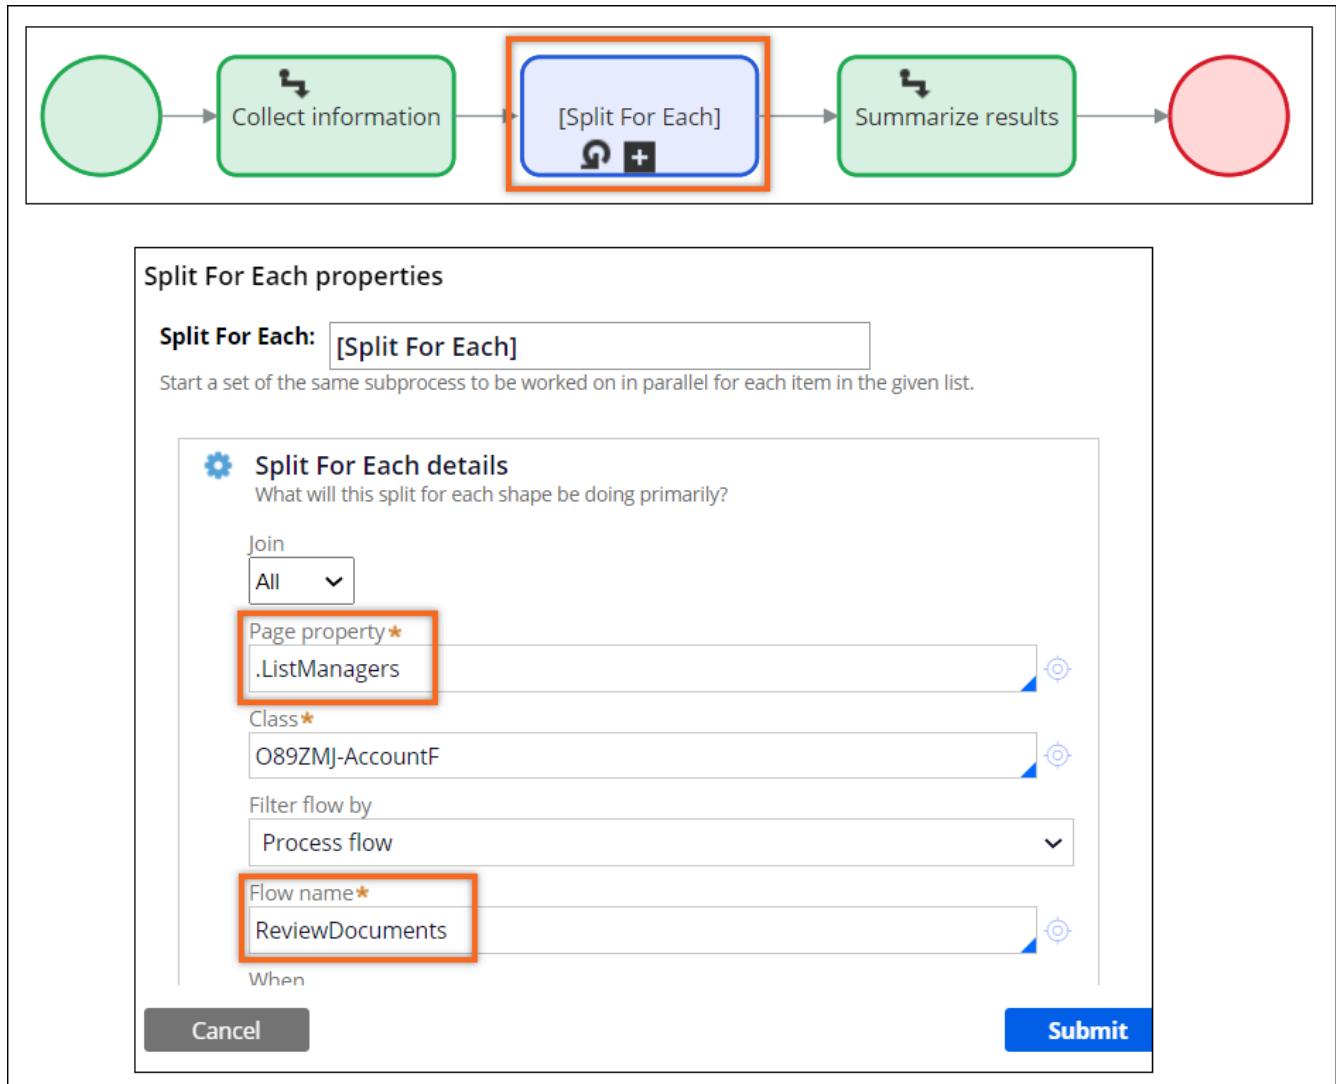 Collect information
[Split For Each]
Summarize results
Split For Each properties
Split For Each: [Split For Each]
Start a set of the same subprocess to be worked on in parallel for each item in the given list.
Split For Each details
What will this split for each shape be doing primarily?
Join
All
Page property*
.ListManagers
Class*
O89ZMJ-AccountF
Filter flow by
Process flow
Flow name*
ReviewDocuments
When
Cancel
Submit